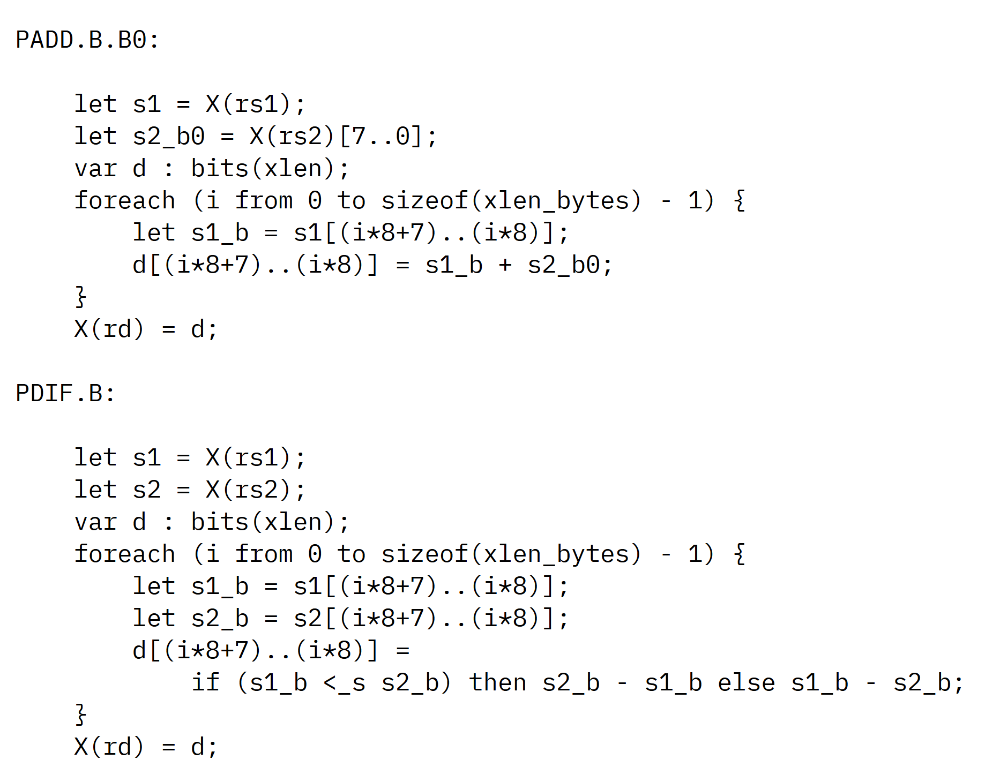 PADD.B.B0:
let s1 = X(rs1);
let s2_b0 = X(rs2)[7..0];
var d : bits(xlen);
foreach (i from 0 to sizeof(xlen_bytes) - 1) {
let s1_b = s1[(i*8+7)..(i*8)];
d[(i*8+7)..(i*8)] = s1_b + s2_b0;
}
X(rd) = d;
PDIF.B:
let s1 = X(rs1);
let s2 = X(rs2);
var d : bits(xlen);
foreach (i from 0 to sizeof(xlen_bytes) - 1) {
let s1_b = s1[(i*8+7)..(i*8)];
let s2_b = s2[(i*8+7)..(i*8)];
d[(i*8+7)..(i*8)] =
if (s1_b <_s s2_b) then s2_b - s1_b else s1_b - s2_b;
}
X(rd) = d;